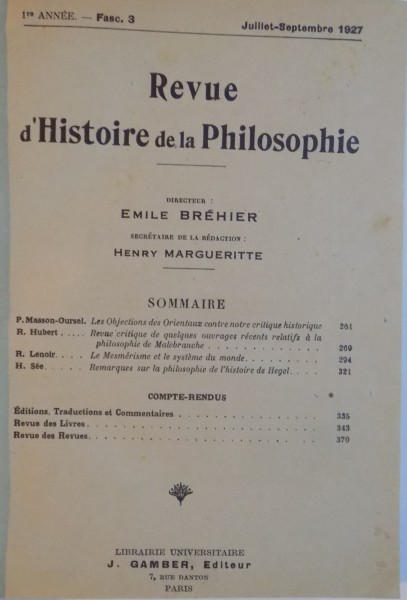 1re ANNÉE. — Fasc. 3
Juillet-Septembre 1927
Revue
d'Histoire de la Philosophie
DIRECTEUR :
EMILE BRÉHIER
SECRÉTAIRE DE LA RÉDACTION :
HENRY MARGUERITTE
SOMMAIRE
P. Masson-Oursel. Les Objections des Orientaux contre notre critique historique 261
R. Hubert . . . . Revue critique de quelques ouvrages récents relatifs à la
philosophie de Malebranche . . . . . . . . . . . . 269
R. Lenoir. . . . . Le Mesmérisme et le système du monde. . . . . . . . 294
H. Sée. . . . . . Remarques sur la philosophie de l'histoire de Hegel. . . . 321
COMPTE-RENDUS
Éditions, Traductions et Commentaires . . . . . . . . . . . . . . 335
Revue des Livres. . . . . . . . . . . . . . . . . . . . . . . . 343
Revue des Revues. . . . . . . . . . . . . . . . . . . . . . . . 370
LIBRAIRIE UNIVERSITAIRE
J. GAMBER, Editeur
7, RUE DANTON
PARIS